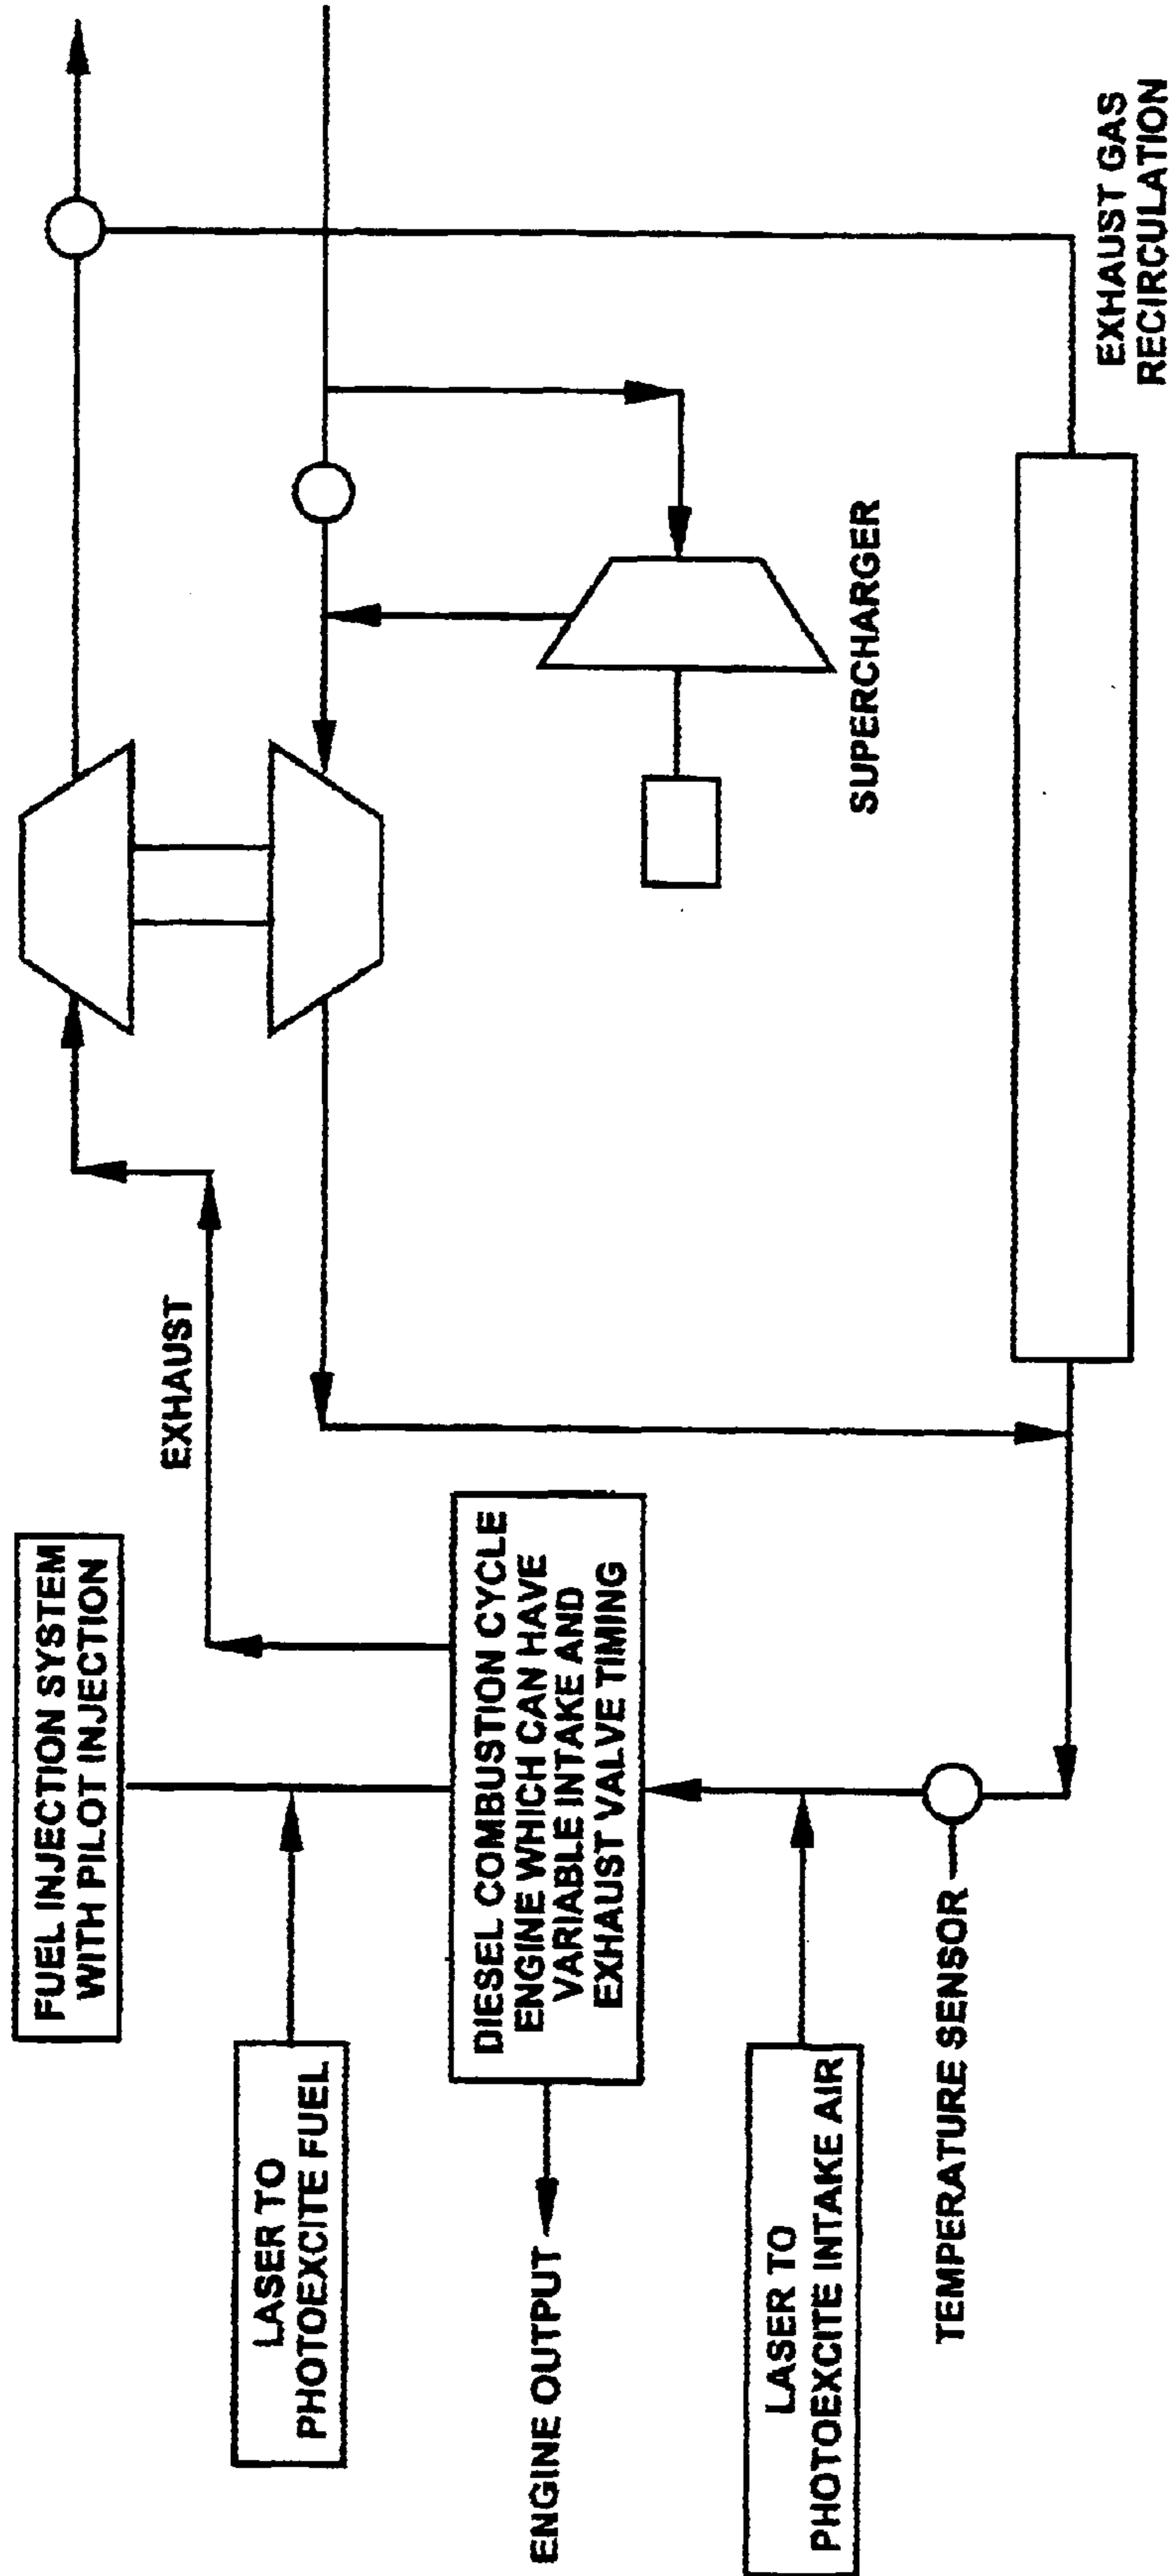 FUEL INJECTION SYSTEM
WITH PILOT INJECTION
LASER TO
PHOTOEXCITE FUEL
EXHAUST
DIESEL COMBUSTION CYCLE
ENGINE WHICH CAN HAVE
VARIABLE INTAKE AND
EXHAUST VALVE TIMING
ENGINE OUTPUT
LASER TO
PHOTOEXCITE INTAKE AIR
TEMPERATURE SENSOR
SUPERCHARGER
EXHAUST GAS
RECIRCULATION